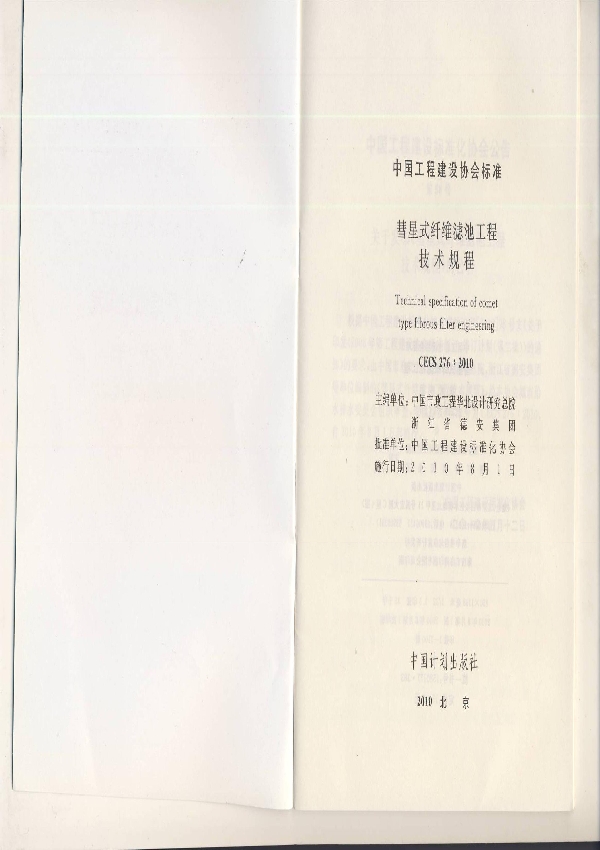 中国工程建设协会标准
彗星式纤维滤池工程
技术规程
Technical specification of comet
type fibrous filter engineering
CECS 276：2010
主编单位：中国市政工程华北设计研究总院
浙江省德安集团
批准单位：中国工程建设标准化协会
施行日期：2010年8月1日
中国计划出版社
2010 北 京